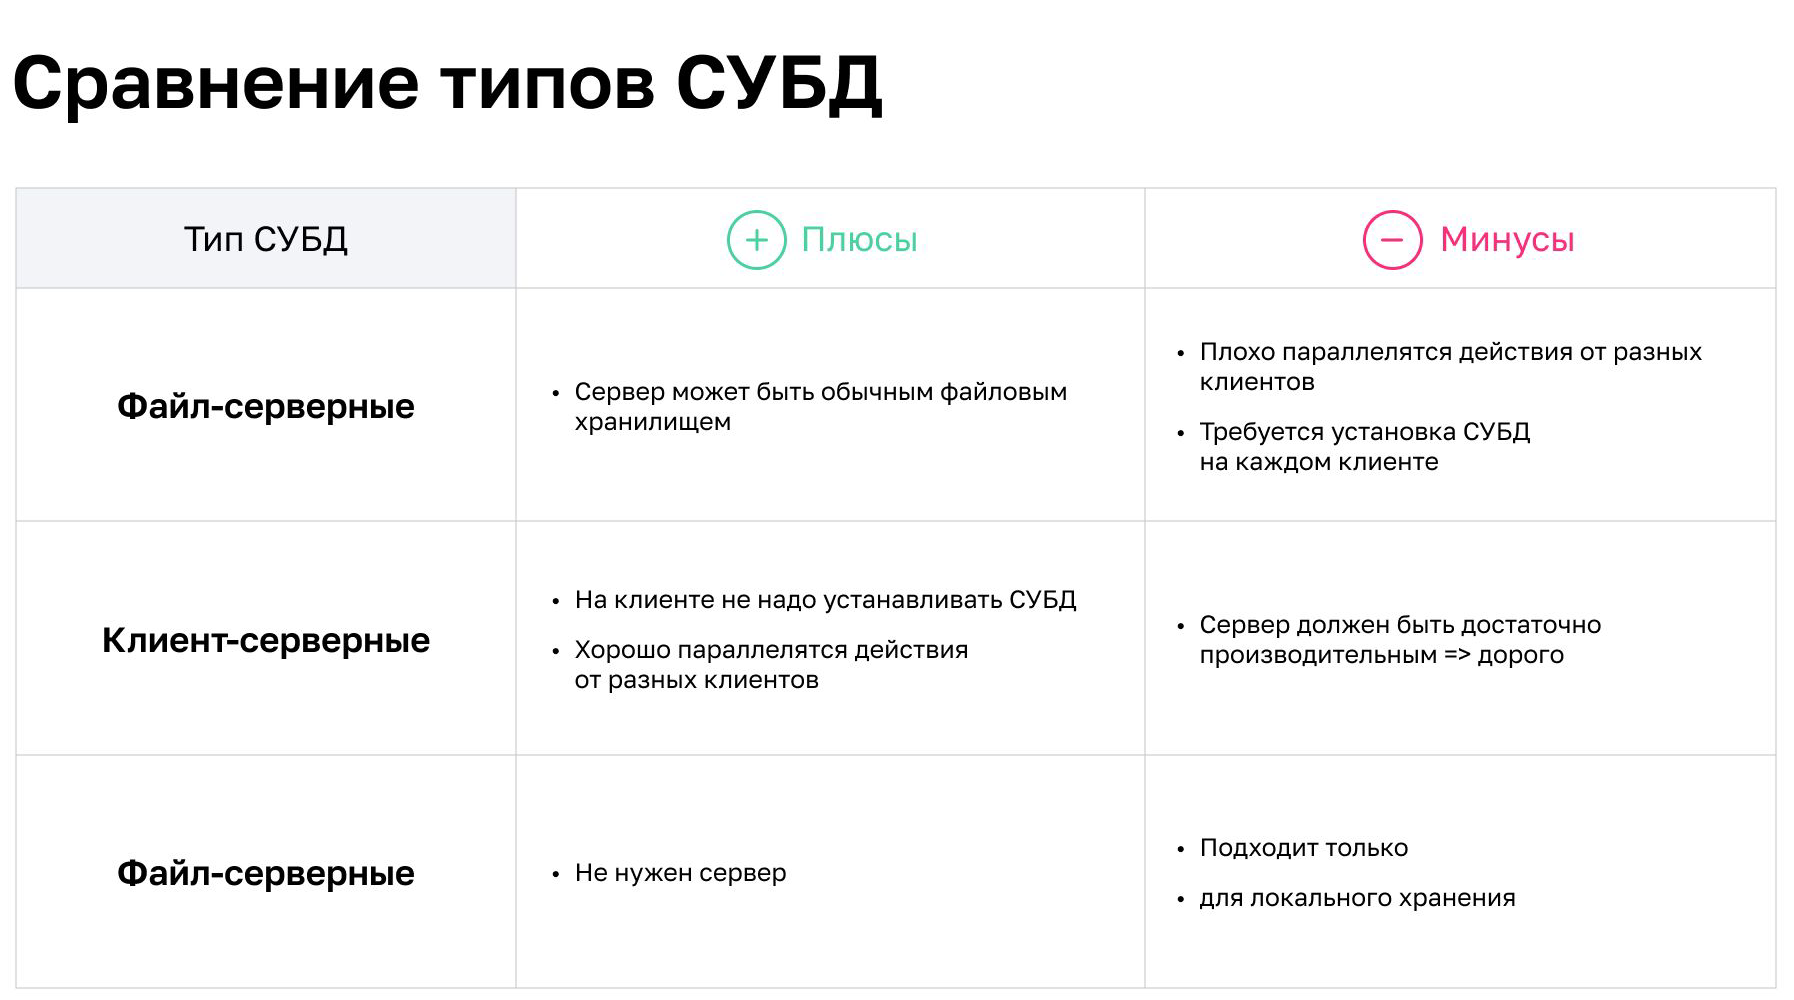 Сравнение типов СУБД
Тип СУБД
Плюсы
Минусы
Файл-серверные
• Сервер может быть обычным файловым
хранилищем
• Плохо параллелятся действия от разных
клиентов
• Требуется установка СУБД
на каждом клиенте
Клиент-серверные
• На клиенте не надо устанавливать СУБД
• Хорошо параллелятся действия
от разных клиентов
• Сервер должен быть достаточно
производительным => дорого
Файл-серверные
• Не нужен сервер
• Подходит только
• для локального хранения